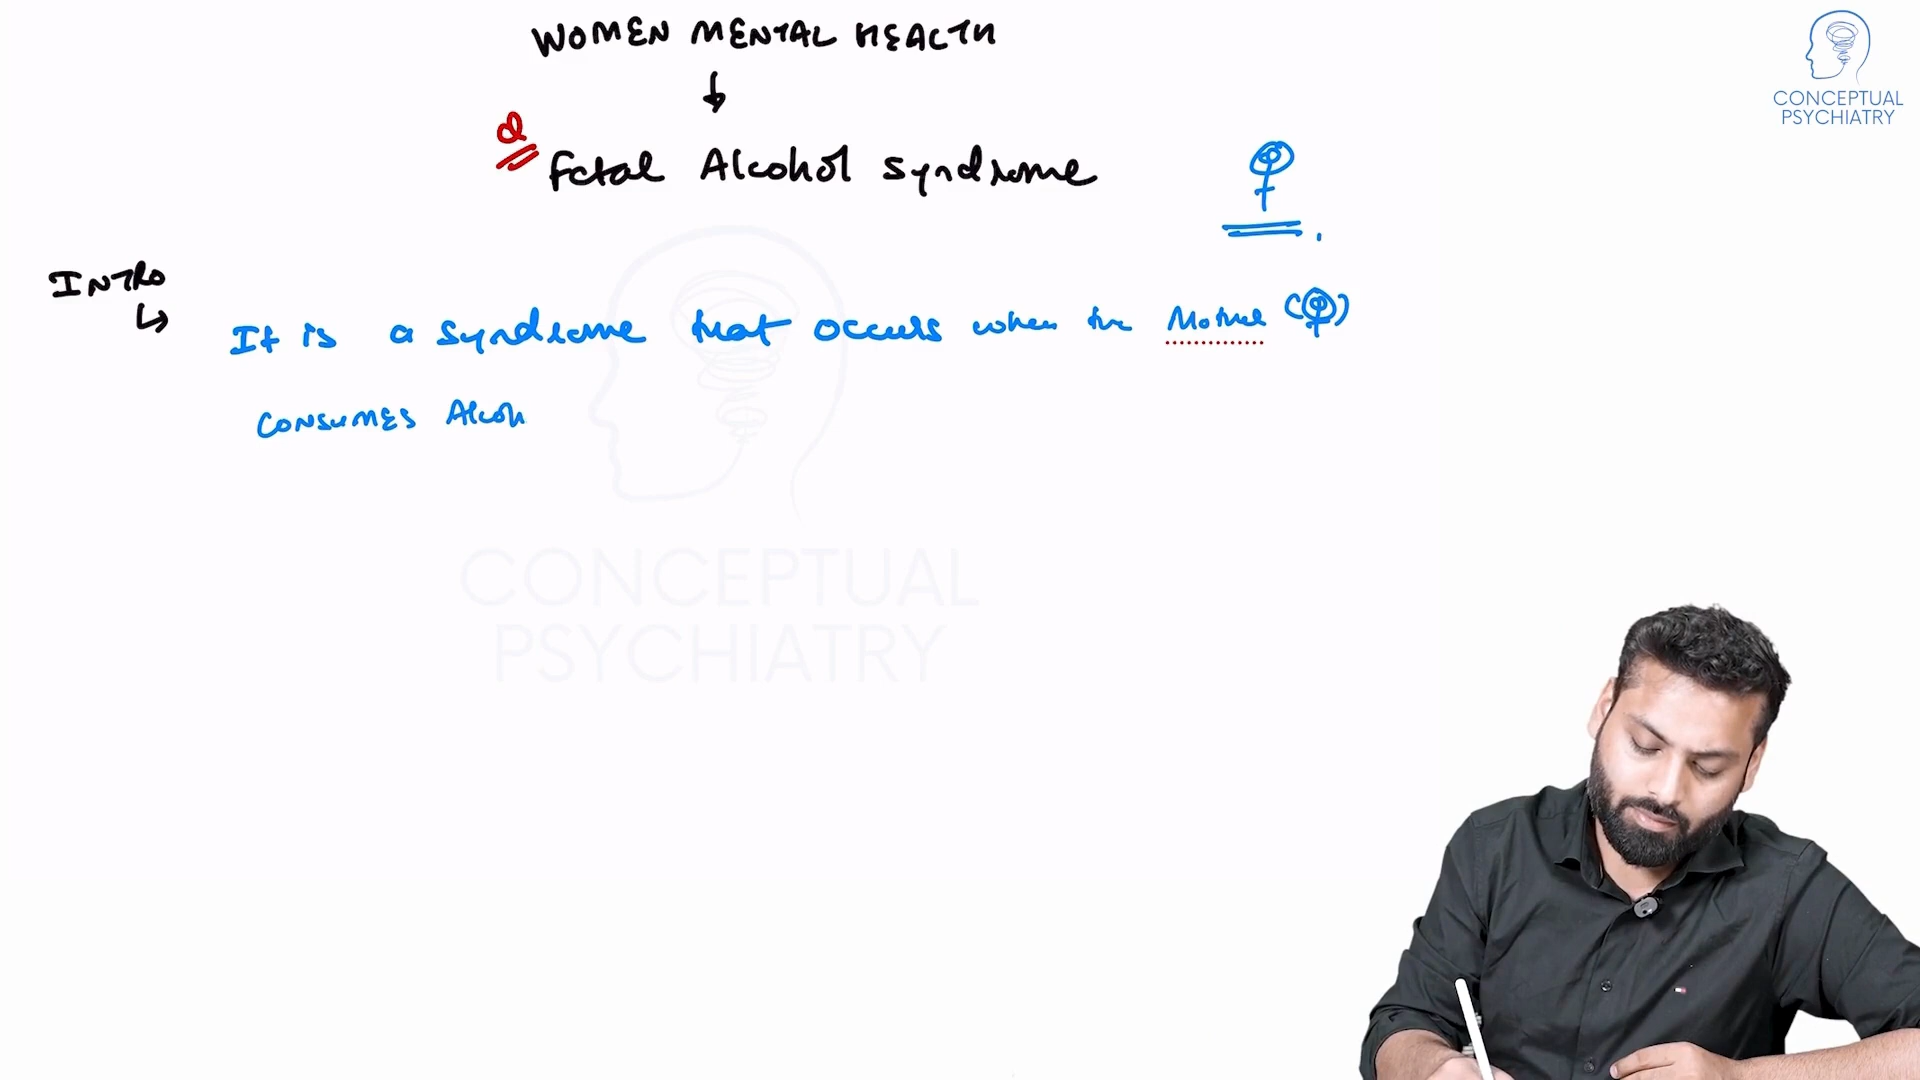 WOMEN MENTAL HEALTH
Fetal Alcohol Syndrome
INTRO
It is a syndrome that occurs when the Mother (♀)
CONSUMES Alcoh
CONCEPTUAL
PSYCHIATRY
CONCEPTUAL
PSYCHIATRY